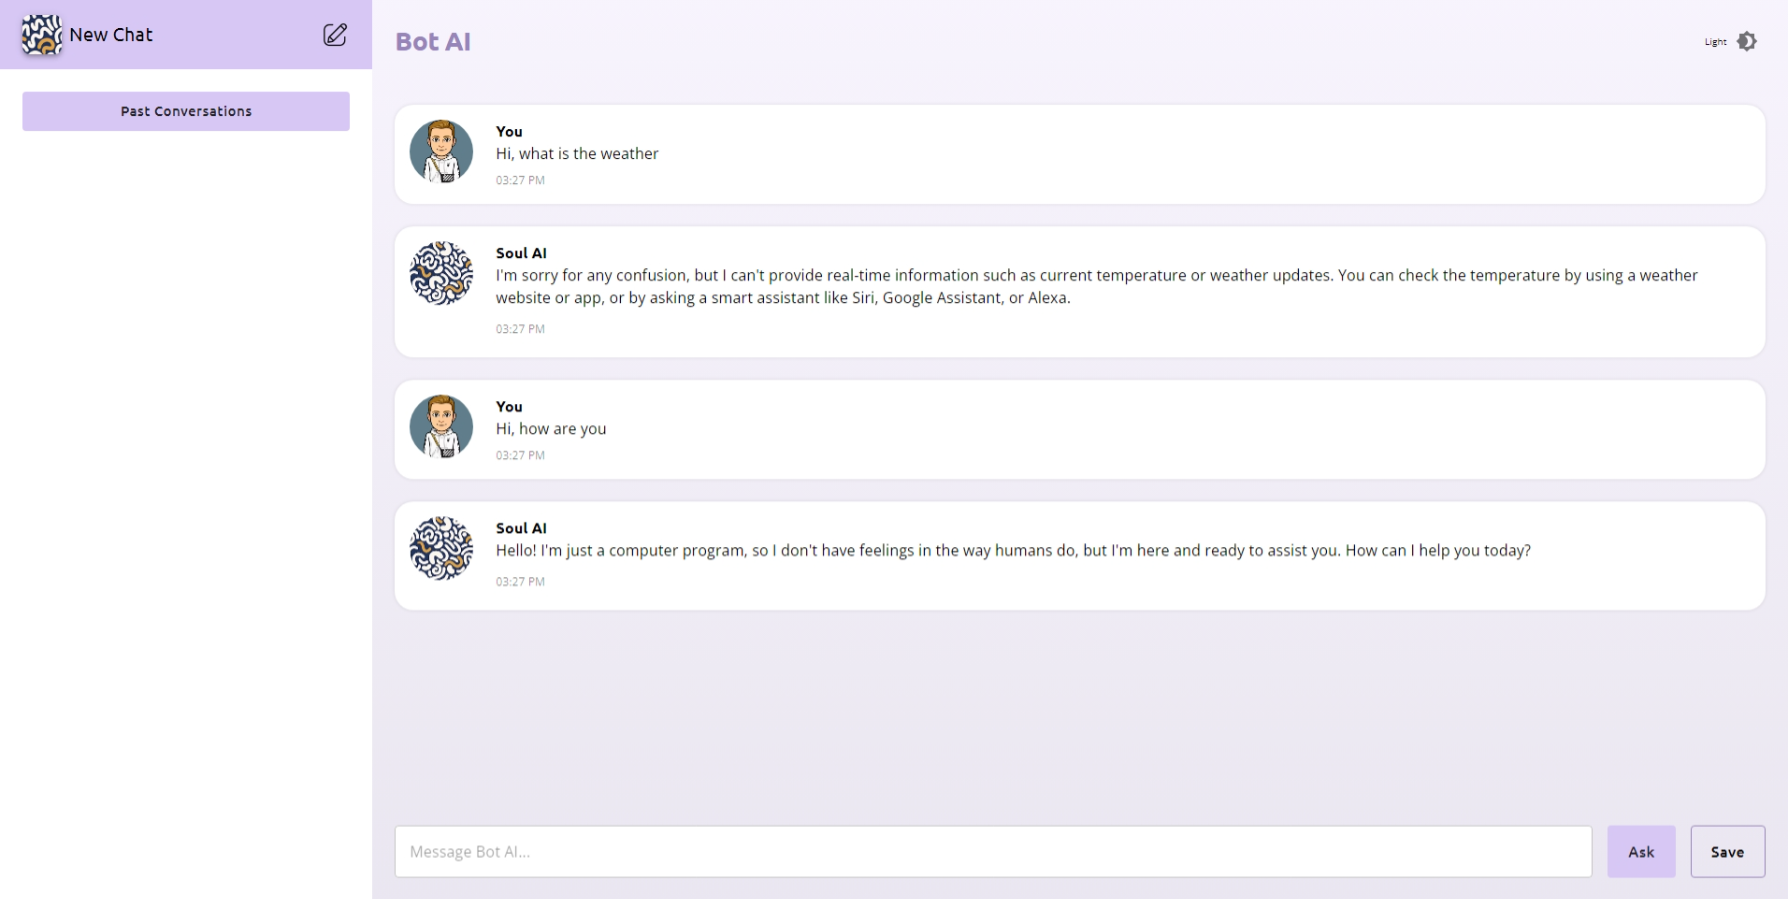 New Chat
Past Conversations
Bot AI
Light
You
Hi, what is the weather
03:27 PM
Soul AI
I'm sorry for any confusion, but I can't provide real-time information such as current temperature or weather updates. You can check the temperature by using a weather
website or app, or by asking a smart assistant like Siri, Google Assistant, or Alexa.
03:27 PM
You
Hi, how are you
03:27 PM
Soul AI
Hello! I'm just a computer program, so I don't have feelings in the way humans do, but I'm here and ready to assist you. How can I help you today?
03:27 PM
Message Bot AI...
Ask
Save